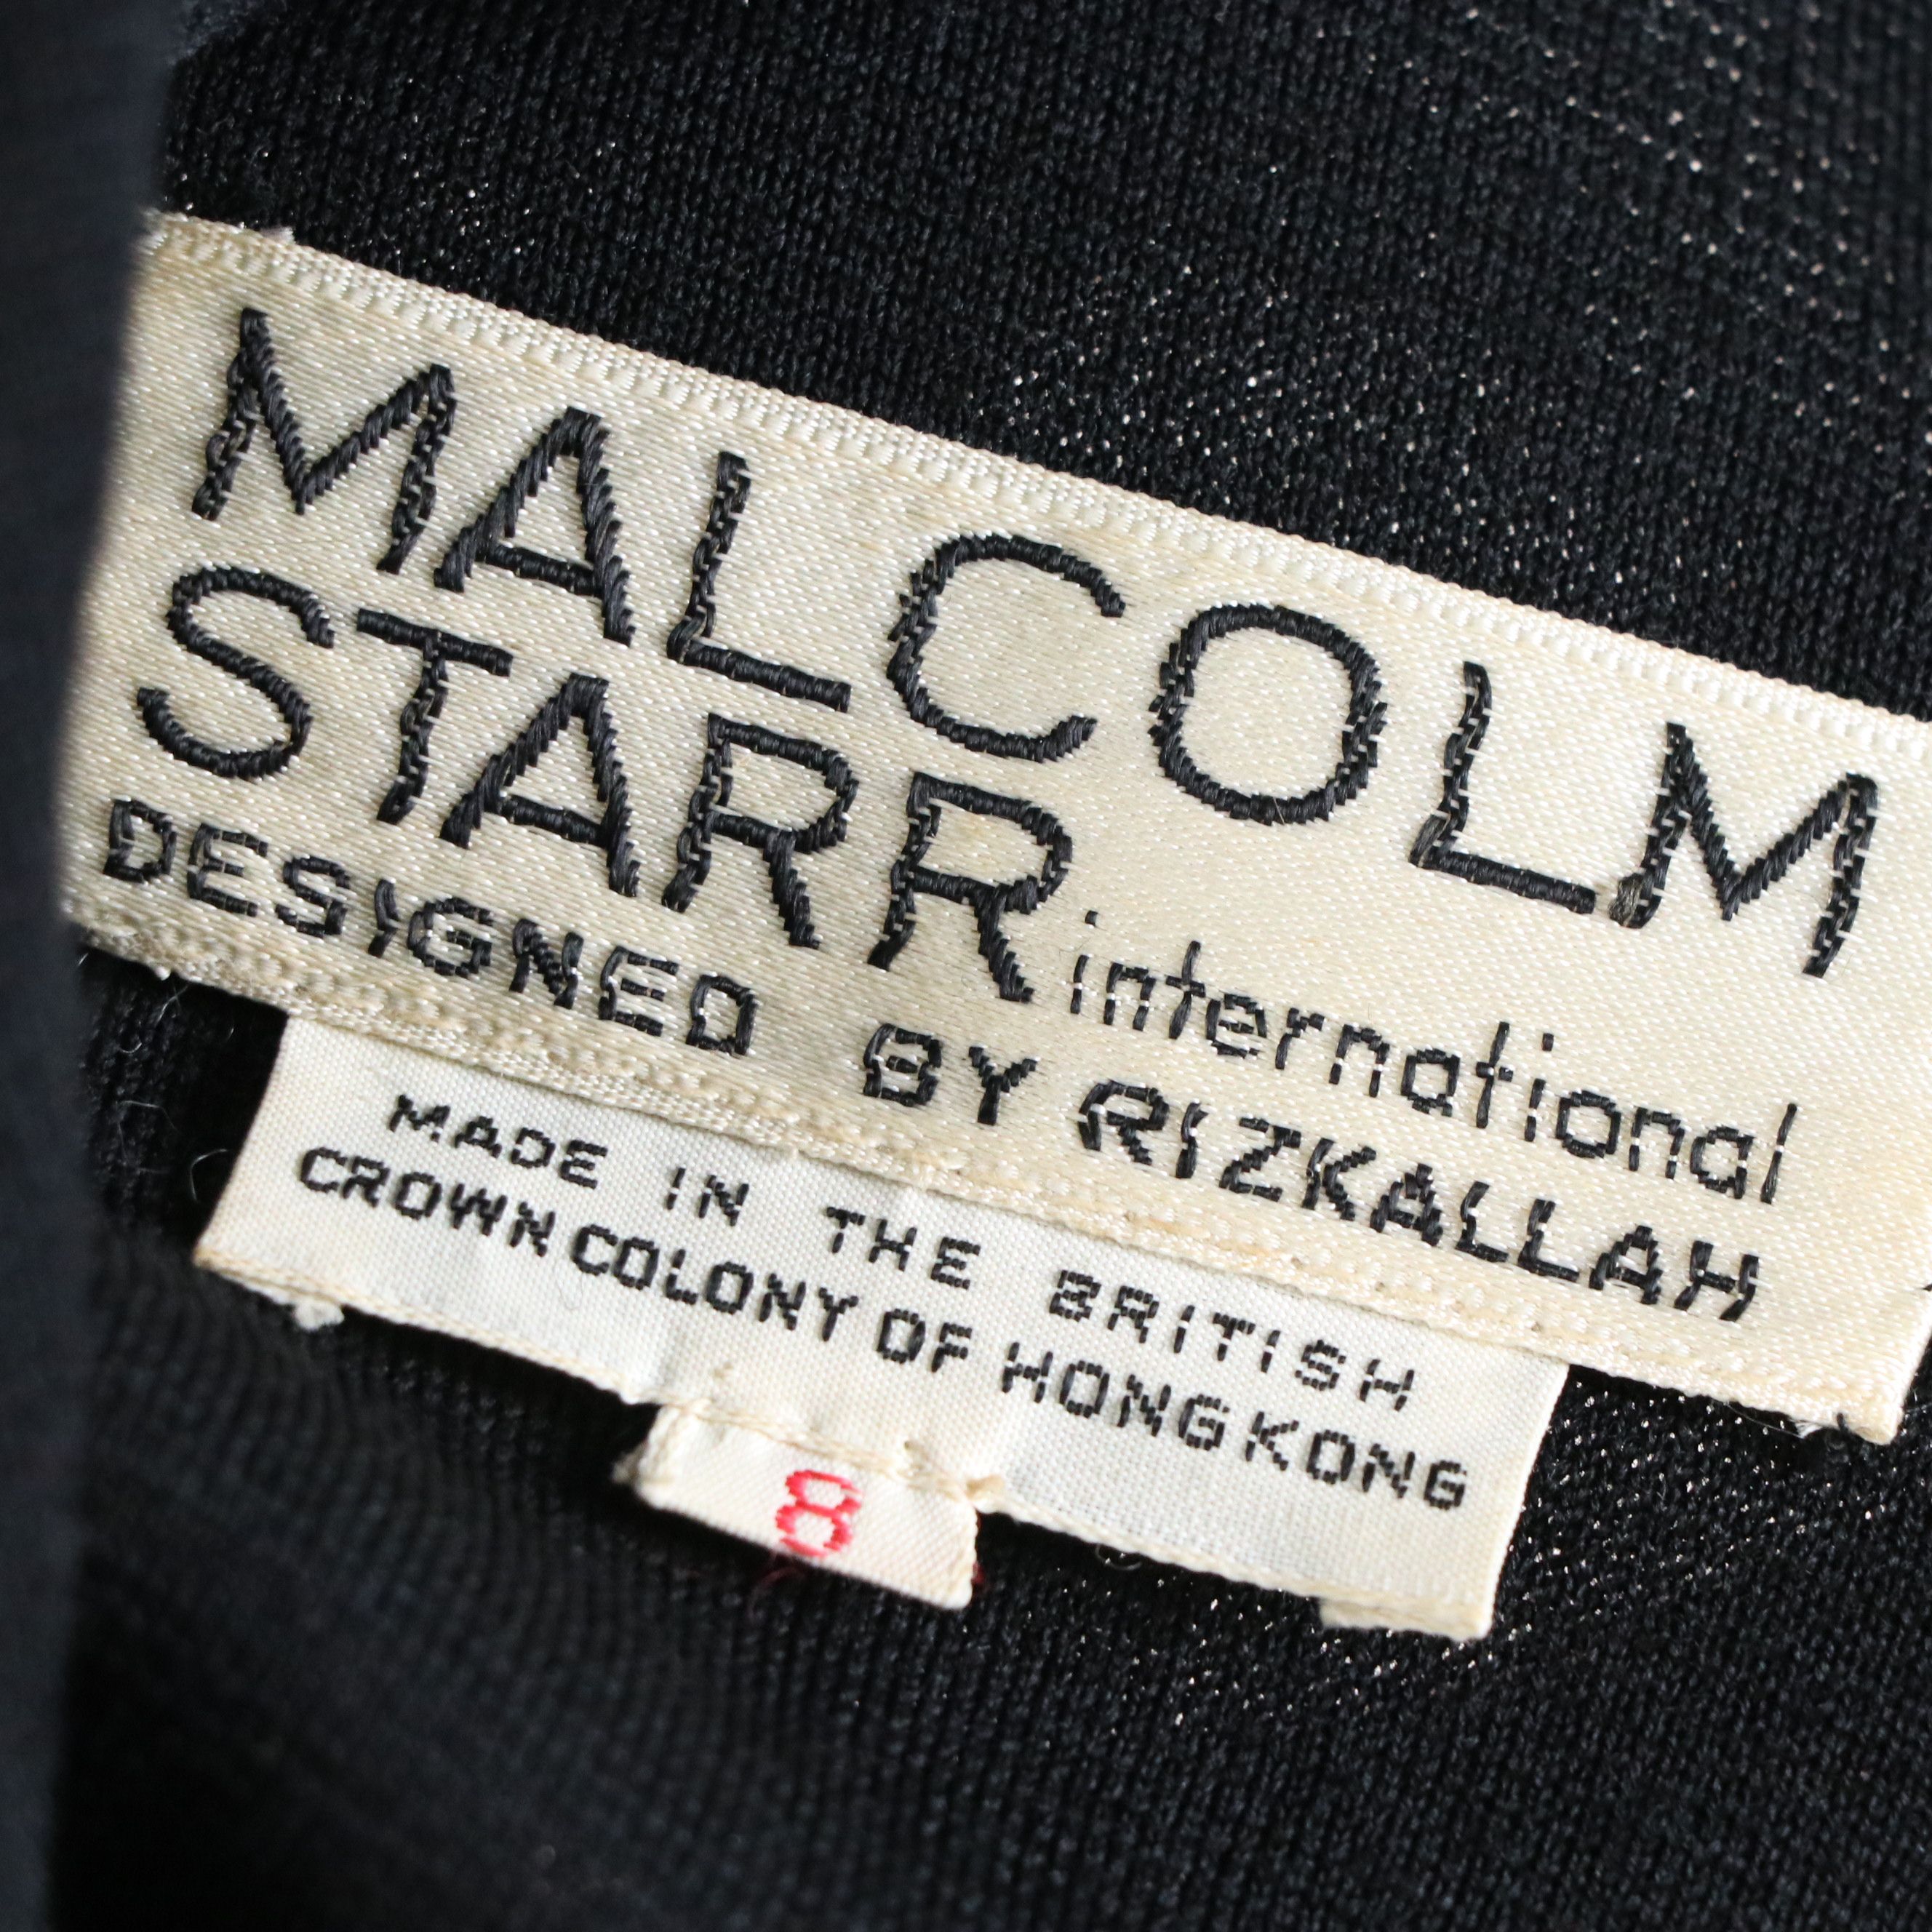 MALCOLM
STARR international
DESIGNED BY RIZKALLAH
MADE IN THE BRITISH
CROWN COLONY OF HONG KONG
8